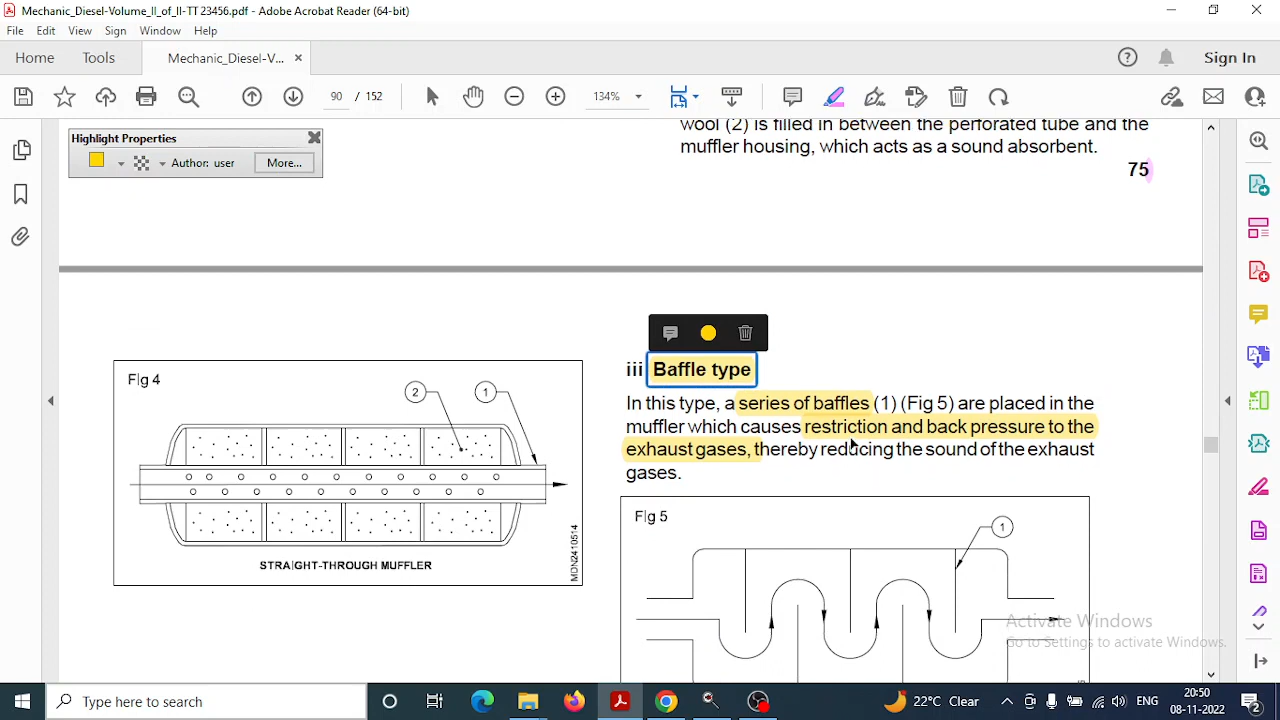 Mechanic_Diesel-Volume_II_of_II-TT 23456.pdf - Adobe Acrobat Reader (64-bit)
File Edit View Sign Window Help
Home Tools Mechanic_Diesel-V... × Sign In
90 / 152 134%
Highlight Properties
Author: user More...
wool (2) is filled in between the perforated tube and the
muffler housing, which acts as a sound absorbent.
75
Fig 4
2 1
STRAIGHT-THROUGH MUFFLER
MDN2410514
iii Baffle type
In this type, a series of baffles (1) (Fig 5) are placed in the
muffler which causes restriction and back pressure to the
exhaust gases, thereby reducing the sound of the exhaust
gases.
Fig 5
1
Activate Windows
Go to Settings to activate Windows.
Type here to search
22°C Clear ENG 20:50
08-11-2022 2